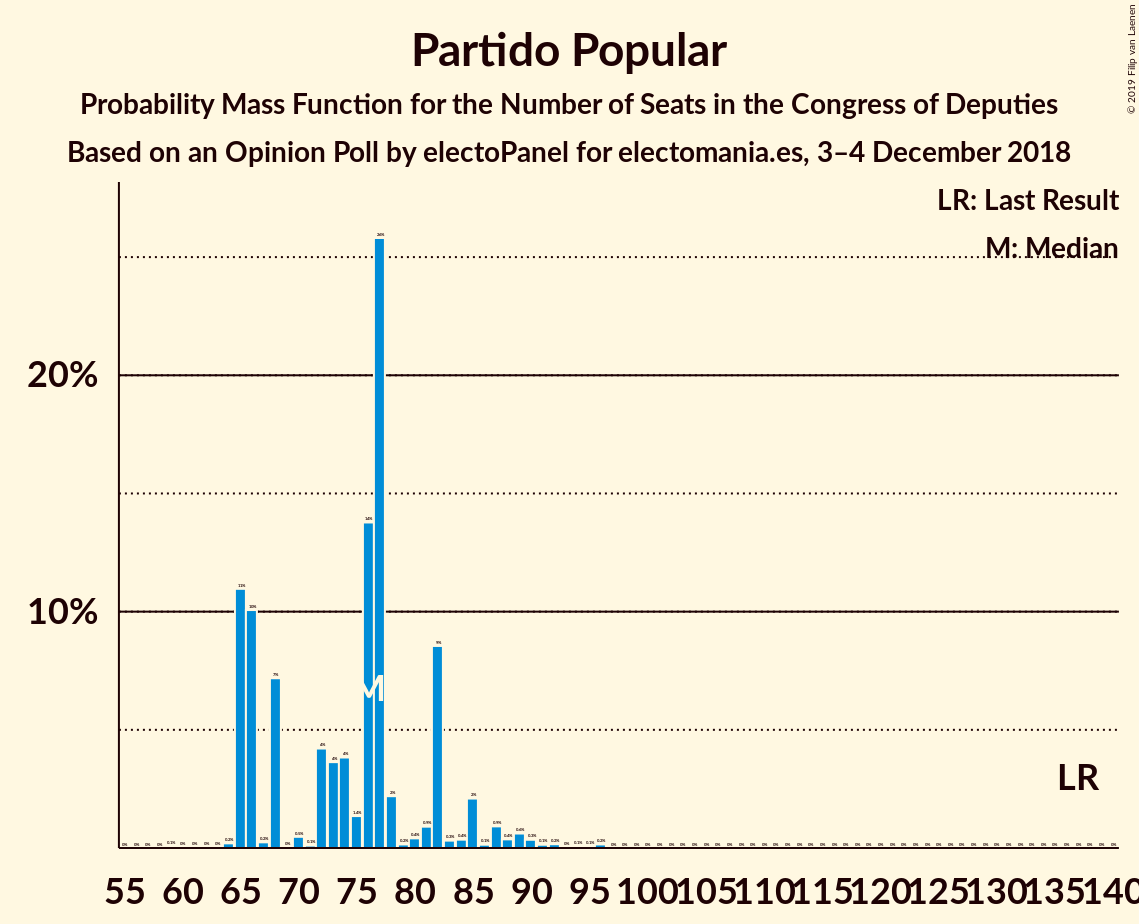 Partido Popular
Probability Mass Function for the Number of Seats in the Congress of Deputies
Based on an Opinion Poll by electoPanel for electomania.es, 3–4 December 2018
© 2019 Filip van Laenen
LR: Last Result
M: Median
20%
10%
M
LR
55 60 65 70 75 80 85 90 95 100 105 110 115 120 125 130 135 140